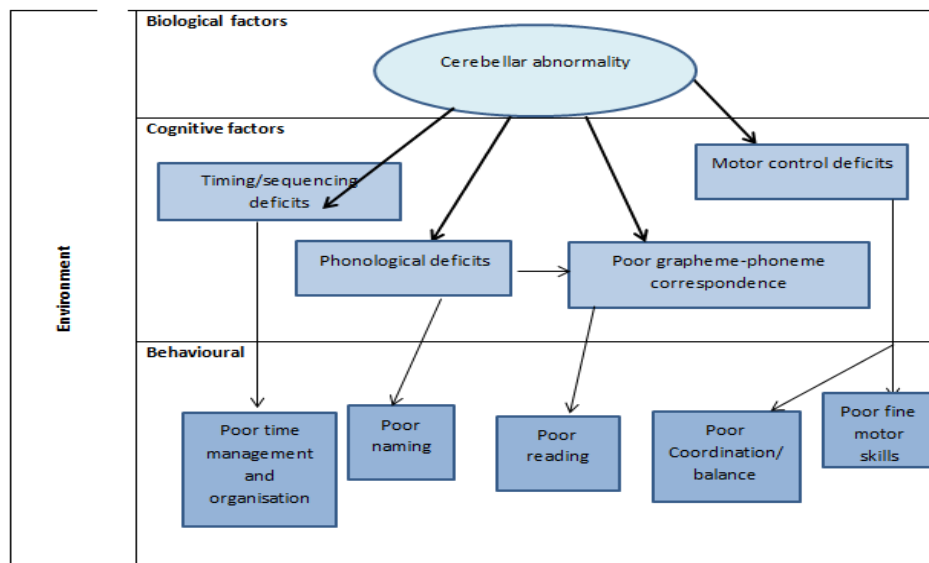 Biological factors
Cerebellar abnormality
Cognitive factors
Motor control deficits
Timing/sequencing
deficits
Phonological deficits
Poor grapheme-phoneme
correspondence
Environment
Behavioural
Poor time
management
and
organisation
Poor
naming
Poor
reading
Poor
Coordination/
balance
Poor fine
motor
skills